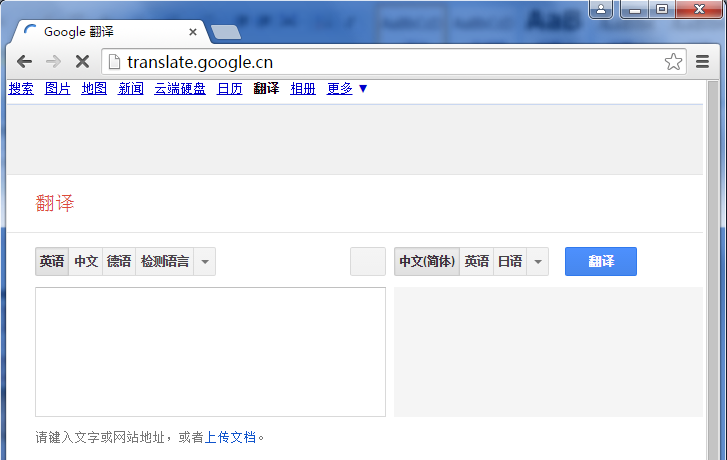 Google 翻译
translate.google.cn
搜索 图片 地图 新闻 云端硬盘 日历 翻译 相册 更多 ▼
翻译
英语 中文 德语 检测语言 中文(简体) 英语 日语 翻译
请键入文字或网站地址，或者上传文档。